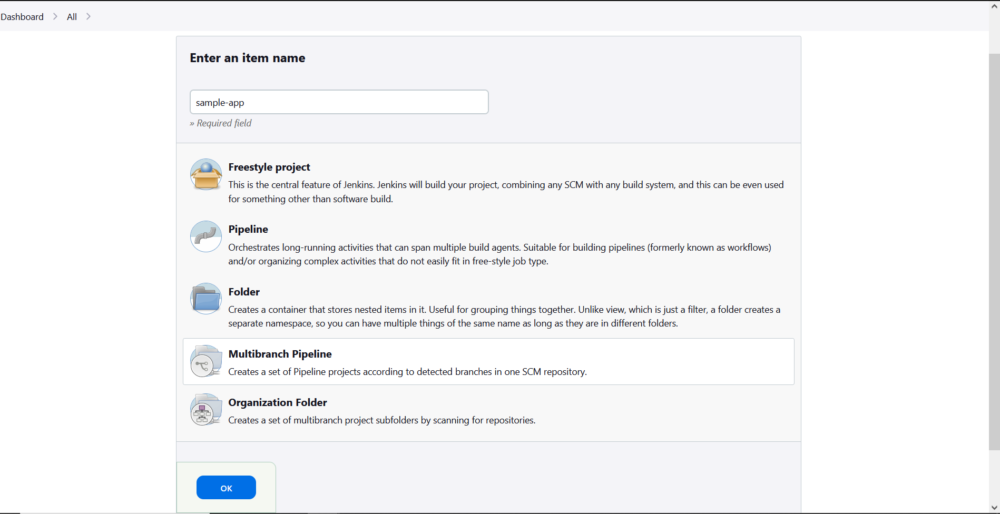 Dashboard
All
Enter an item name
sample-app
» Required field
Freestyle project
This is the central feature of Jenkins. Jenkins will build your project, combining any SCM with any build system, and this can be even used
for something other than software build.
Pipeline
Orchestrates long-running activities that can span multiple build agents. Suitable for building pipelines (formerly known as workflows)
and/or organizing complex activities that do not easily fit in free-style job type.
Folder
Creates a container that stores nested items in it. Useful for grouping things together. Unlike view, which is just a filter, a folder creates a
separate namespace, so you can have multiple things of the same name as long as they are in different folders.
Multibranch Pipeline
Creates a set of Pipeline projects according to detected branches in one SCM repository.
Organization Folder
Creates a set of multibranch project subfolders by scanning for repositories.
OK